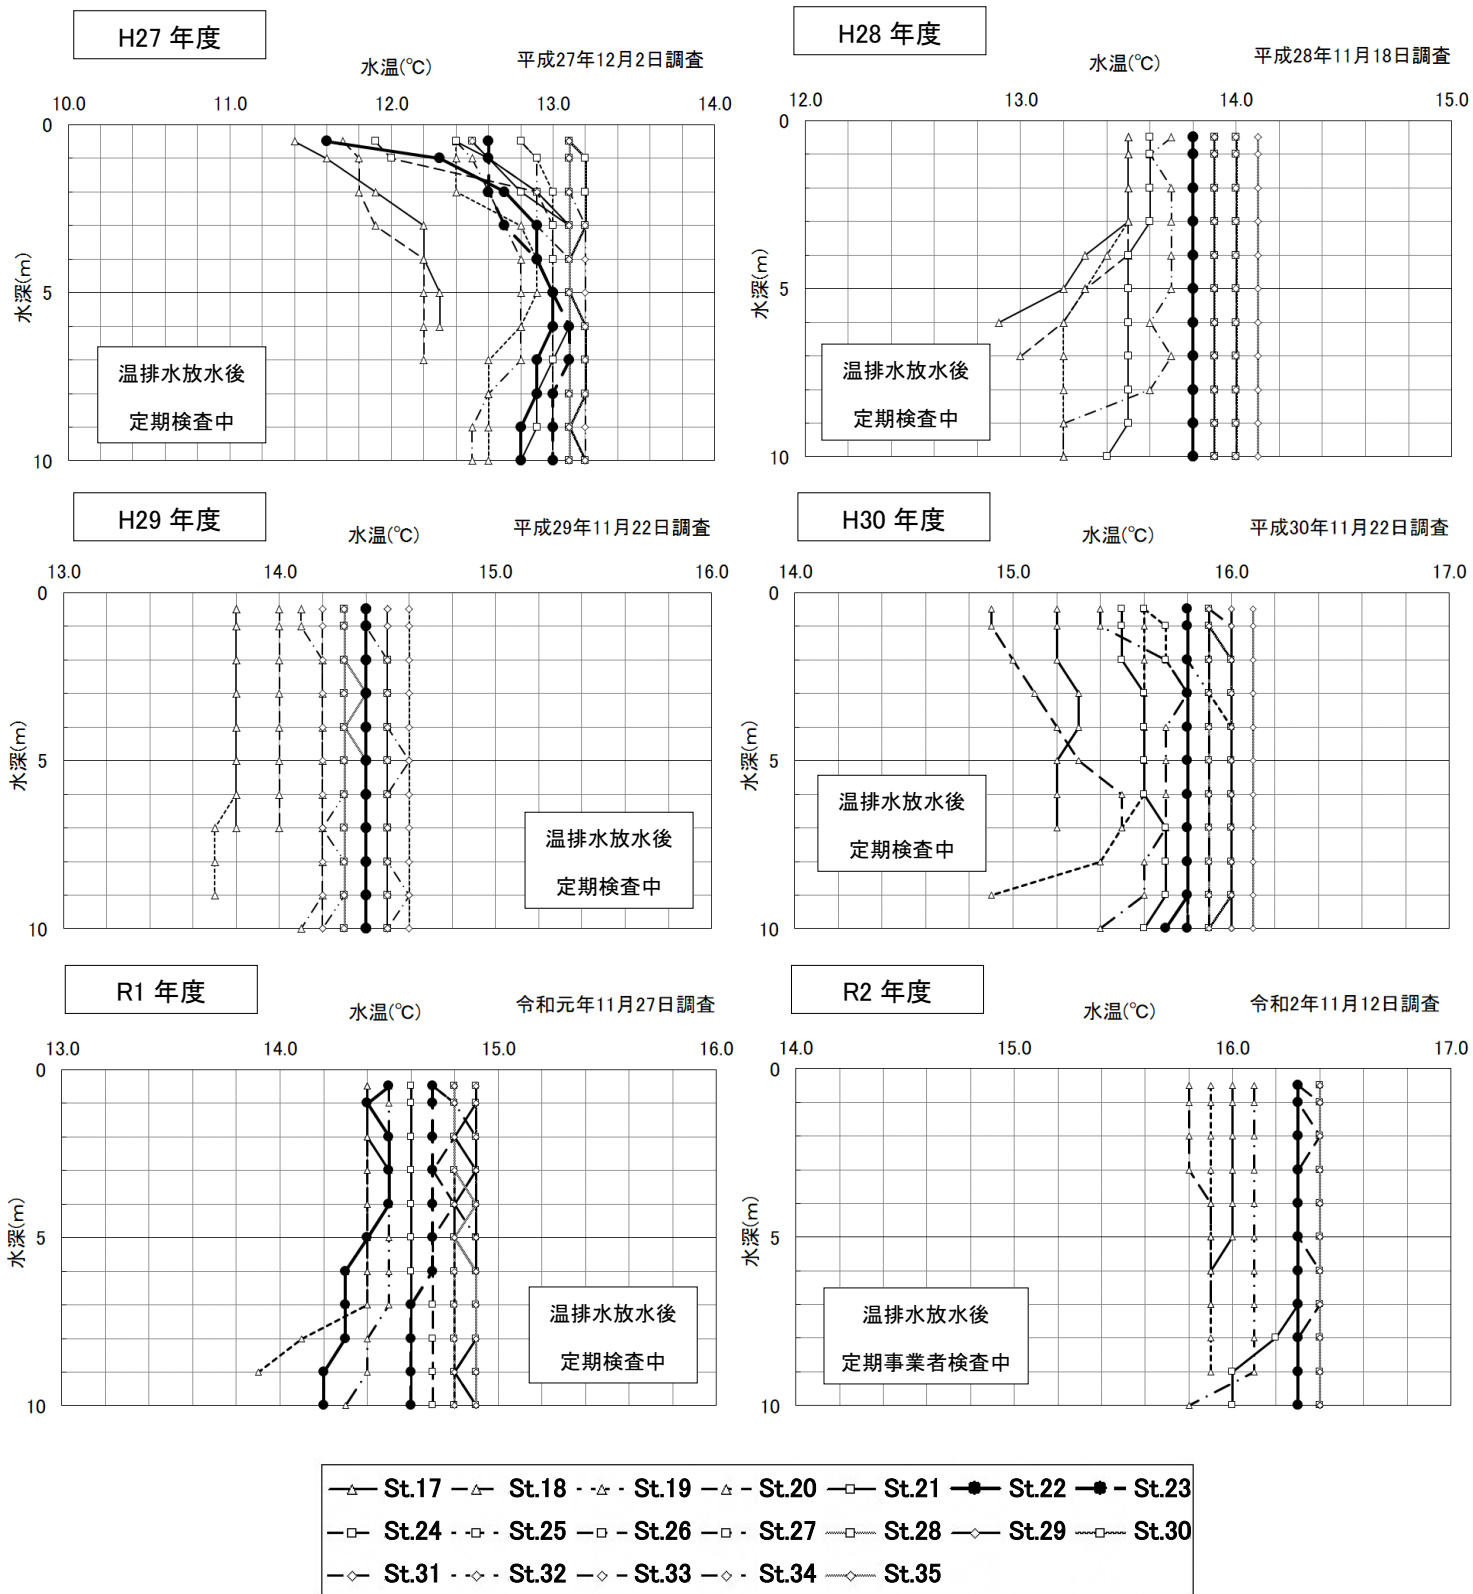 H27 年度
水温(℃)
平成27年12月2日調査
10.0 11.0 12.0 13.0 14.0
0
5
10
水深(m)
温排水放水後
定期検査中
H28 年度
水温(℃)
平成28年11月18日調査
12.0 13.0 14.0 15.0
0
5
10
水深(m)
温排水放水後
定期検査中
H29 年度
水温(℃)
平成29年11月22日調査
13.0 14.0 15.0 16.0
0
5
10
水深(m)
温排水放水後
定期検査中
H30 年度
水温(℃)
平成30年11月22日調査
14.0 15.0 16.0 17.0
0
5
10
水深(m)
温排水放水後
定期検査中
R1 年度
水温(℃)
令和元年11月27日調査
13.0 14.0 15.0 16.0
0
5
10
水深(m)
温排水放水後
定期検査中
R2 年度
水温(℃)
令和2年11月12日調査
14.0 15.0 16.0 17.0
0
5
10
水深(m)
温排水放水後
定期事業者検査中
St.17 St.18 St.19 St.20 St.21 St.22 St.23
St.24 St.25 St.26 St.27 St.28 St.29 St.30
St.31 St.32 St.33 St.34 St.35